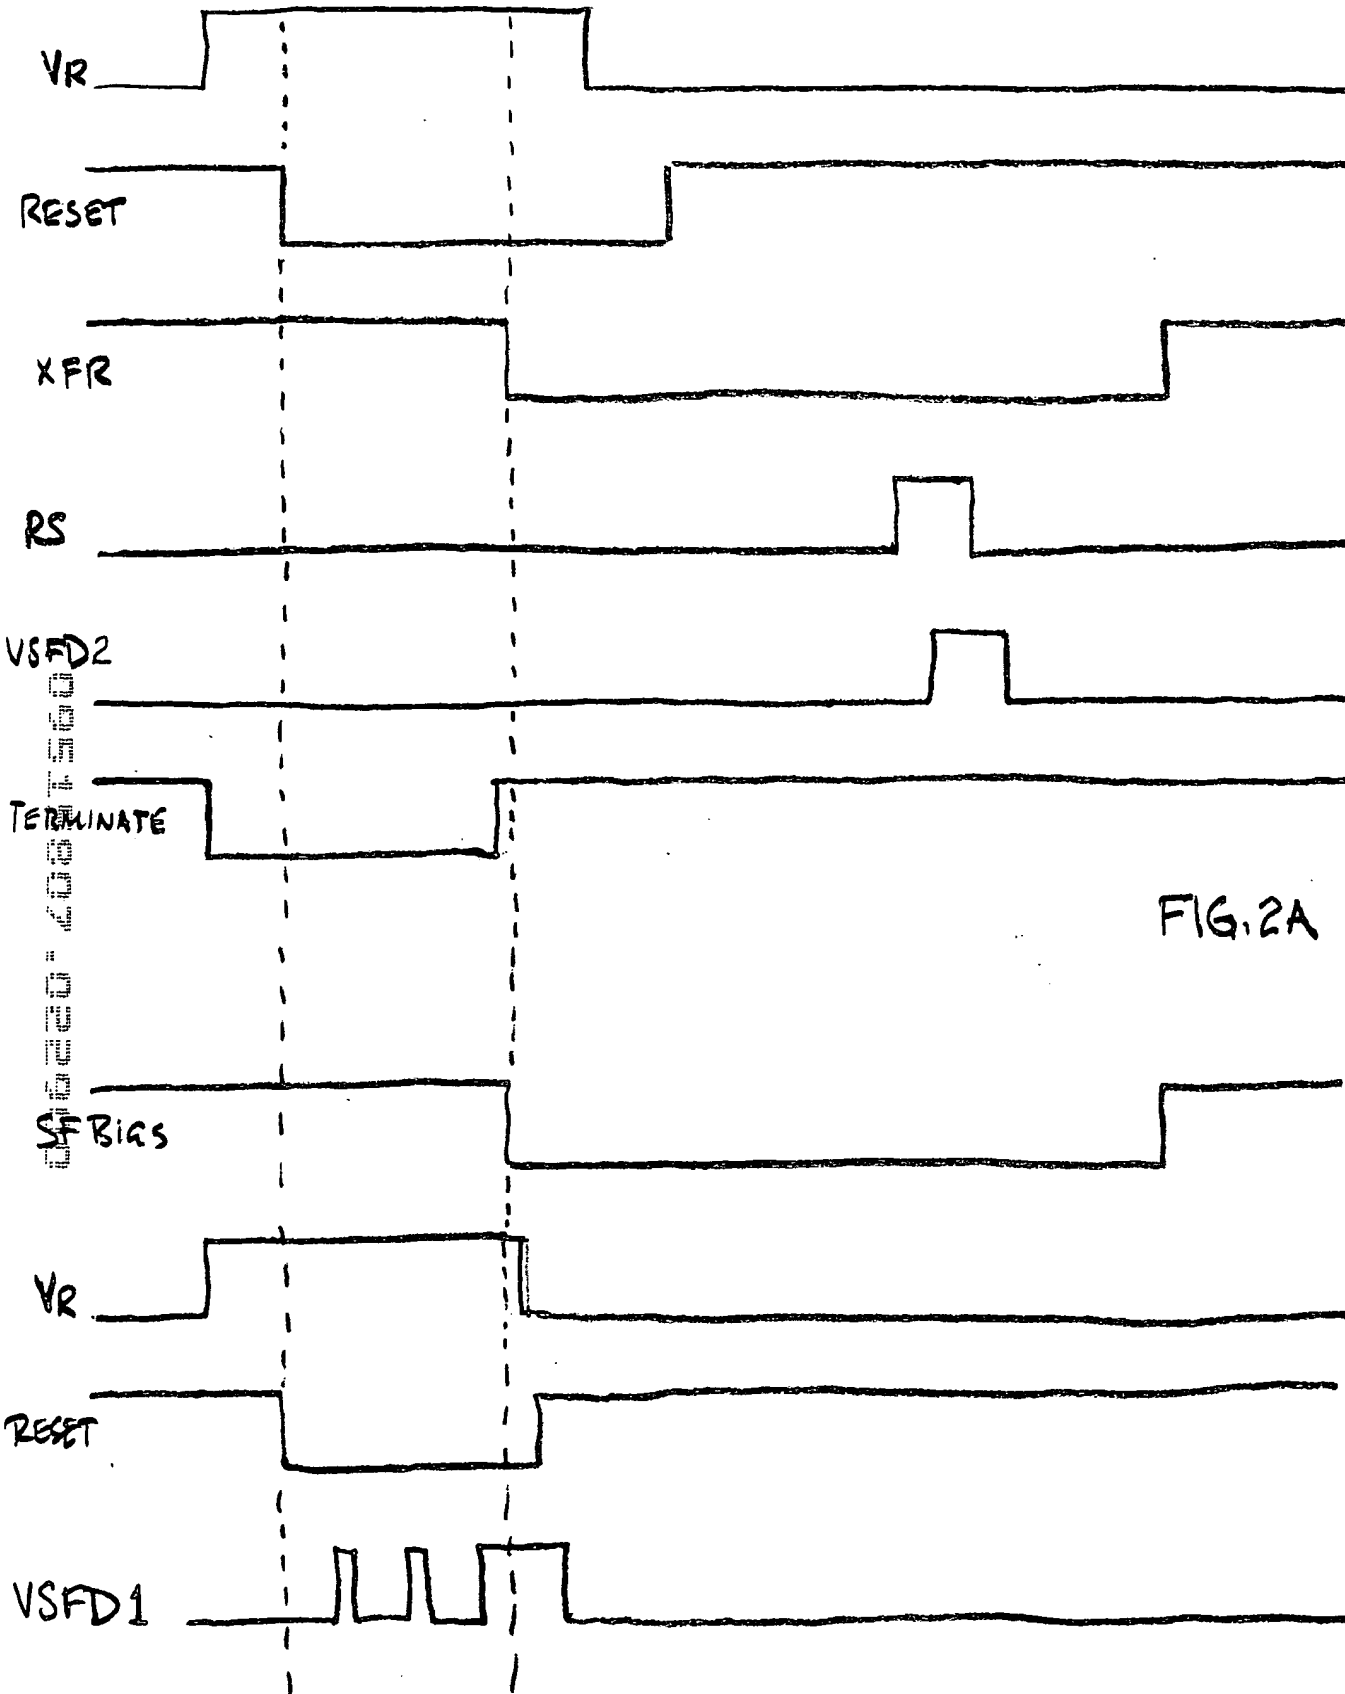 VR
RESET
XFR
RS
VSFD2
TERMINATE
FIG. 2A
SF Bias
VR
RESET
VSFD1